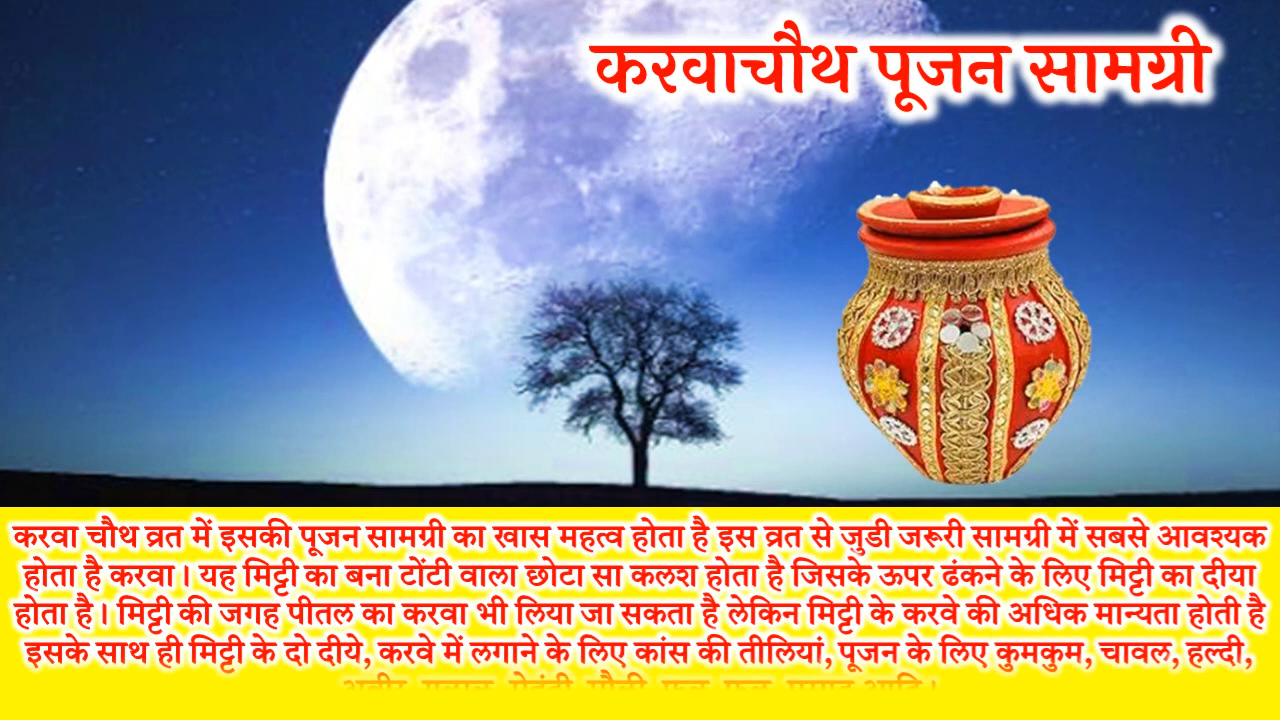 करवाचौथ पूजन सामग्री
करवा चौथ व्रत में इसकी पूजन सामग्री का खास महत्व होता है इस व्रत से जुडी जरूरी सामग्री में सबसे आवश्यक
होता है करवा। यह मिट्टी का बना टोंटी वाला छोटा सा कलश होता है जिसके ऊपर ढंकने के लिए मिट्टी का दीया
होता है। मिट्टी की जगह पीतल का करवा भी लिया जा सकता है लेकिन मिट्टी के करवे की अधिक मान्यता होती है
इसके साथ ही मिट्टी के दो दीये, करवे में लगाने के लिए कांस की तीलियां, पूजन के लिए कुमकुम, चावल, हल्दी,
आदि।